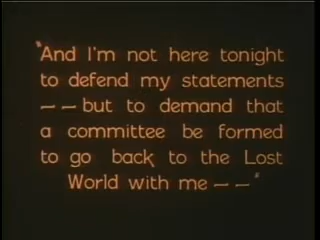 "And I'm not here tonight
to defend my statements
— — but to demand that
a committee be formed
to go back to the Lost
World with me — —"